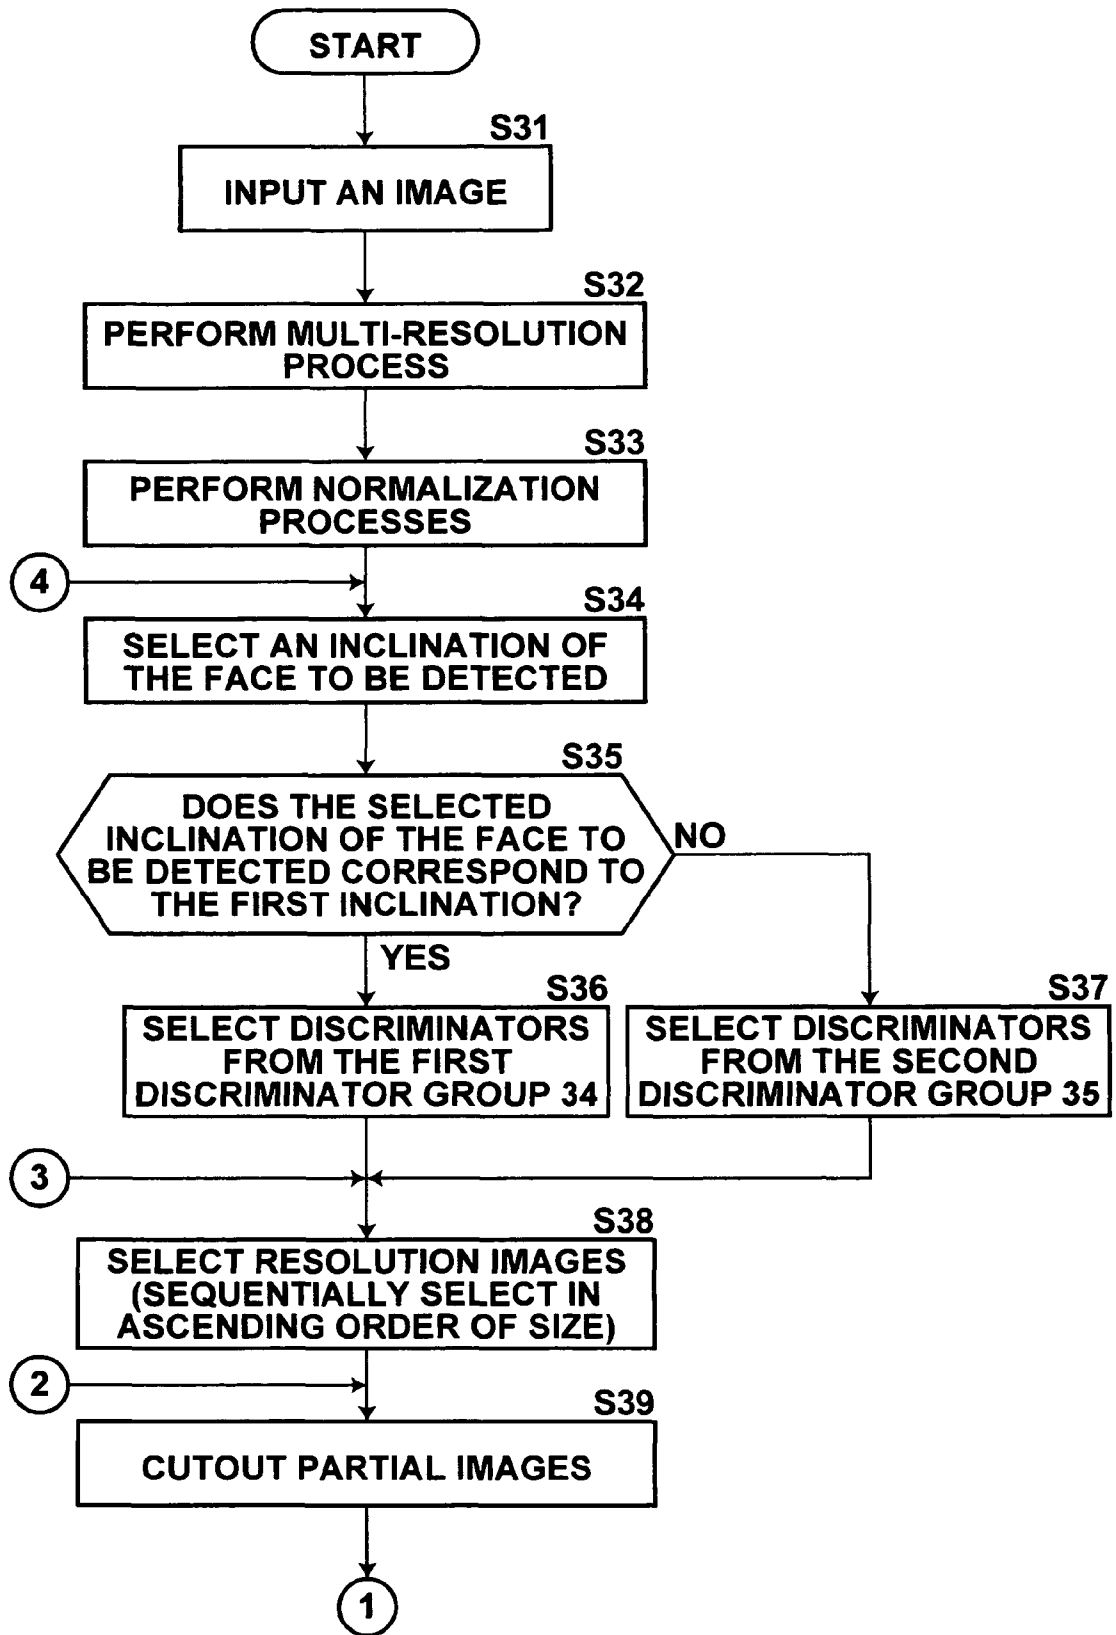 START
S31
INPUT AN IMAGE
S32
PERFORM MULTI-RESOLUTION
PROCESS
S33
PERFORM NORMALIZATION
PROCESSES
4
S34
SELECT AN INCLINATION OF
THE FACE TO BE DETECTED
S35
DOES THE SELECTED
INCLINATION OF THE FACE TO
BE DETECTED CORRESPOND TO
THE FIRST INCLINATION?
NO
YES
S36
SELECT DISCRIMINATORS
FROM THE FIRST
DISCRIMINATOR GROUP 34
S37
SELECT DISCRIMINATORS
FROM THE SECOND
DISCRIMINATOR GROUP 35
3
S38
SELECT RESOLUTION IMAGES
(SEQUENTIALLY SELECT IN
ASCENDING ORDER OF SIZE)
2
S39
CUTOUT PARTIAL IMAGES
1